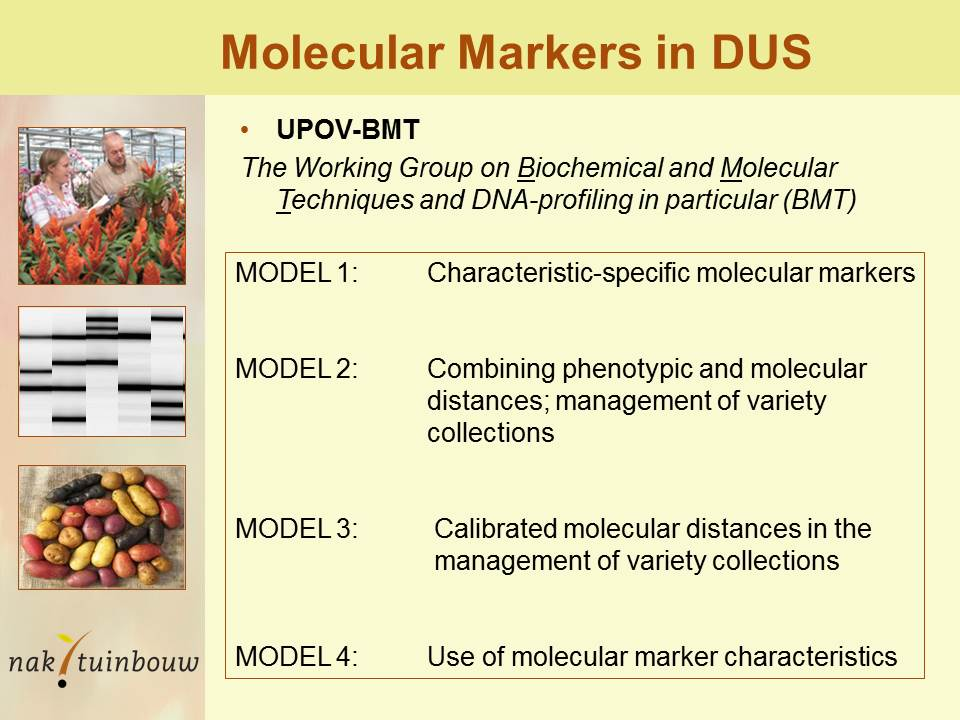 Molecular Markers in DUS
• UPOV-BMT
The Working Group on Biochemical and Molecular
Techniques and DNA-profiling in particular (BMT)
MODEL 1: Characteristic-specific molecular markers
MODEL 2: Combining phenotypic and molecular
distances; management of variety
collections
MODEL 3: Calibrated molecular distances in the
management of variety collections
MODEL 4: Use of molecular marker characteristics
nak tuinbouw